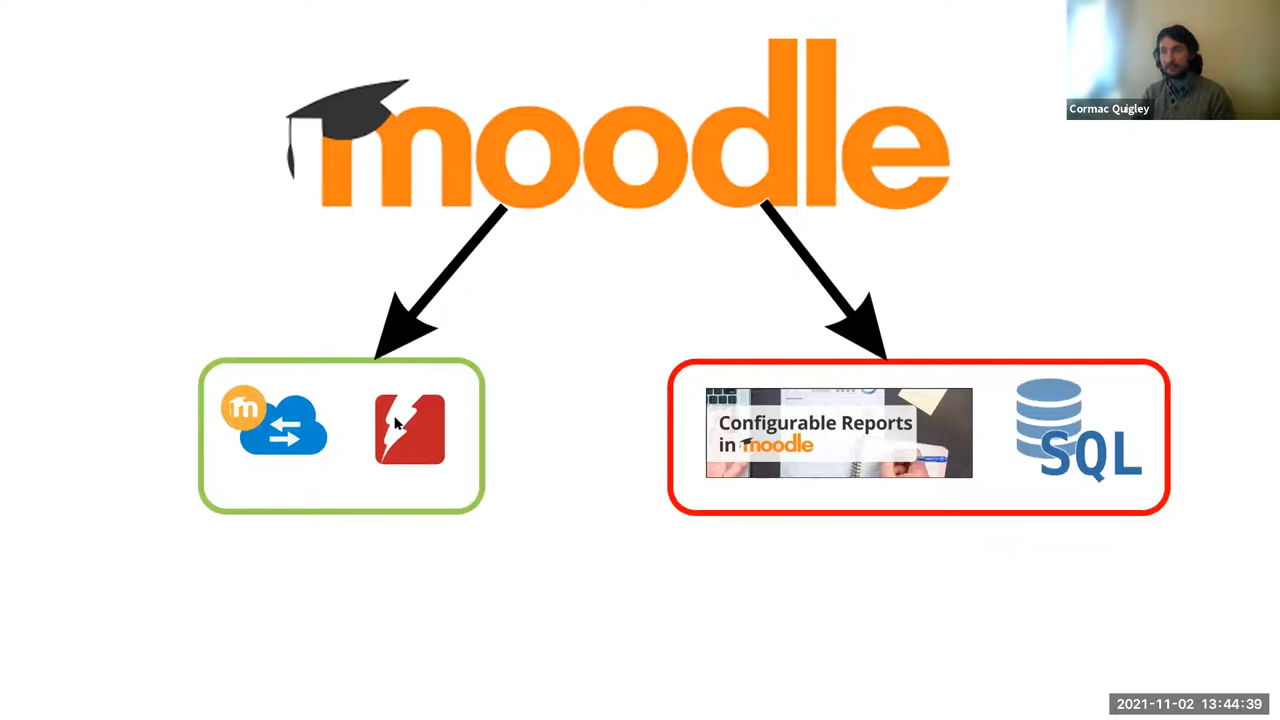 moodle
Cormac Quigley
m
Configurable Reports
in moodle
SQL
2021-11-02 13:44:39